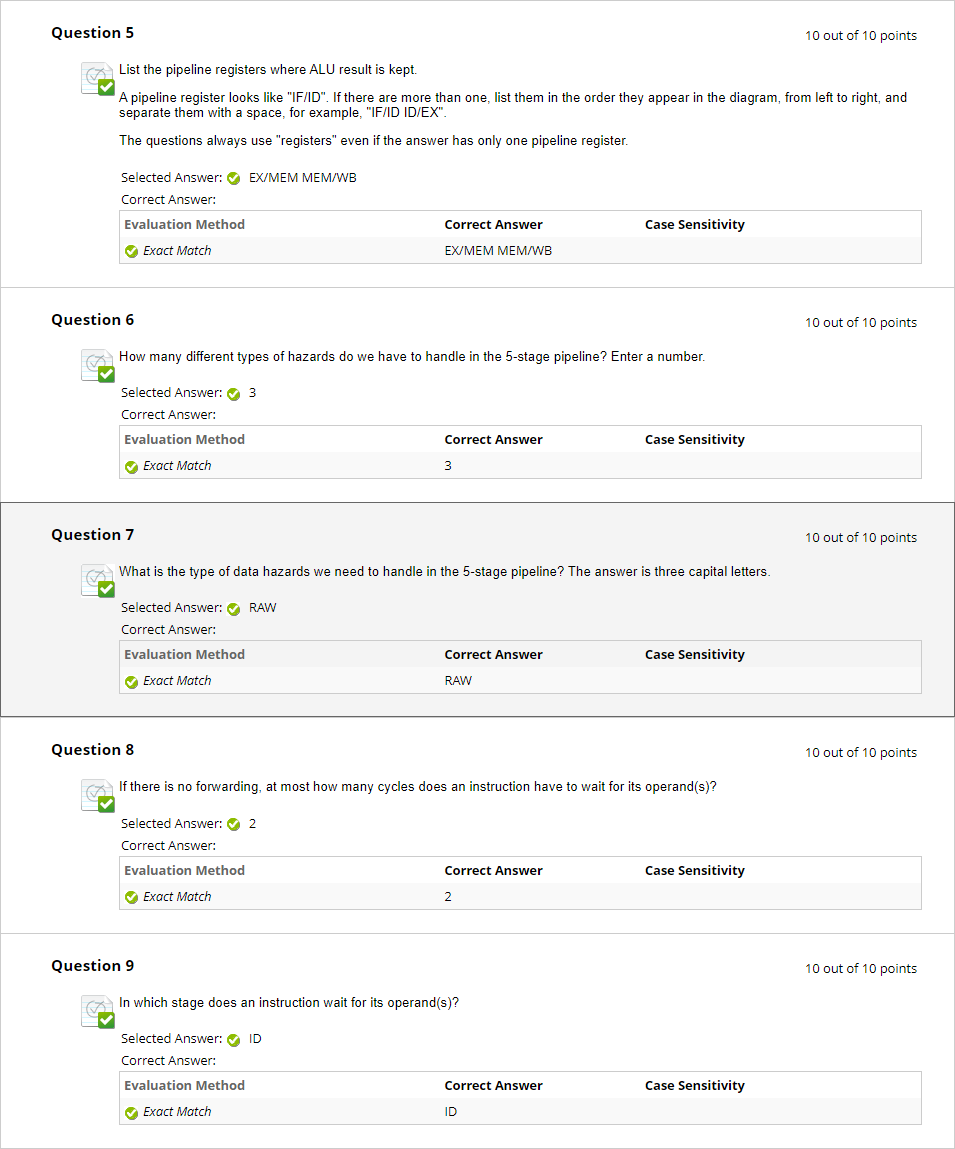 Question 5
10 out of 10 points
List the pipeline registers where ALU result is kept.
A pipeline register looks like "IF/ID". If there are more than one, list them in the order they appear in the diagram, from left to right, and
separate them with a space, for example, "IF/ID ID/EX".
The questions always use "registers" even if the answer has only one pipeline register.
Selected Answer: EX/MEM MEM/WB
Correct Answer:
Evaluation Method Correct Answer Case Sensitivity
Exact Match EX/MEM MEM/WB
Question 6
10 out of 10 points
How many different types of hazards do we have to handle in the 5-stage pipeline? Enter a number.
Selected Answer: 3
Correct Answer:
Evaluation Method Correct Answer Case Sensitivity
Exact Match 3
Question 7
10 out of 10 points
What is the type of data hazards we need to handle in the 5-stage pipeline? The answer is three capital letters.
Selected Answer: RAW
Correct Answer:
Evaluation Method Correct Answer Case Sensitivity
Exact Match RAW
Question 8
10 out of 10 points
If there is no forwarding, at most how many cycles does an instruction have to wait for its operand(s)?
Selected Answer: 2
Correct Answer:
Evaluation Method Correct Answer Case Sensitivity
Exact Match 2
Question 9
10 out of 10 points
In which stage does an instruction wait for its operand(s)?
Selected Answer: ID
Correct Answer:
Evaluation Method Correct Answer Case Sensitivity
Exact Match ID